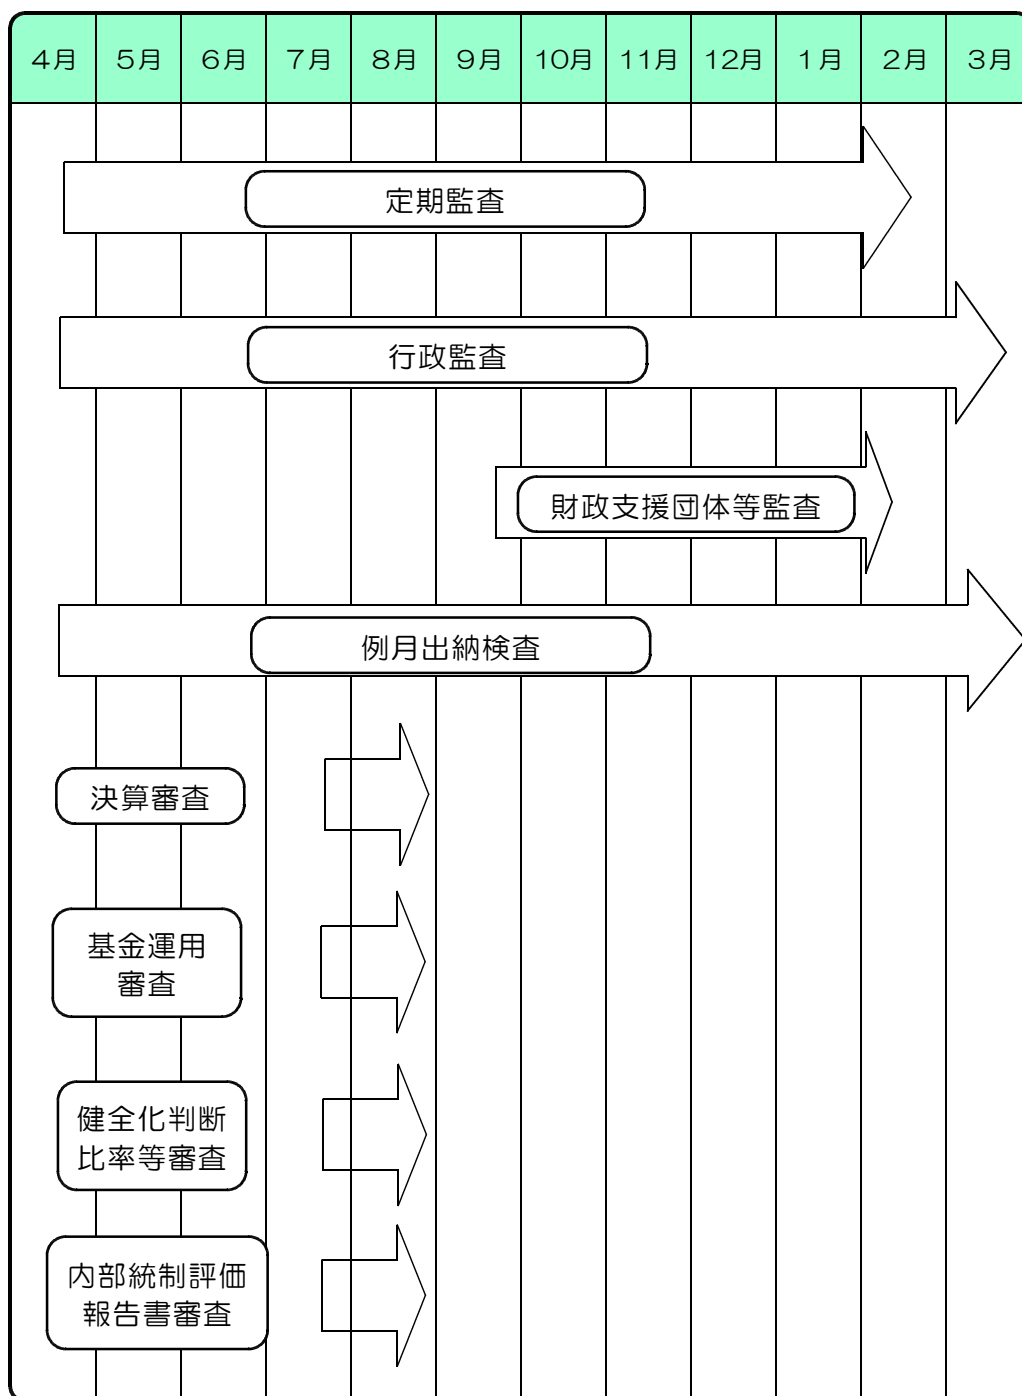 4月 5月 6月 7月 8月 9月 10月 11月 12月 1月 2月 3月
定期監査
行政監査
財政支援団体等監査
例月出納検査
決算審査
基金運用
審査
健全化判断
比率等審査
内部統制評価
報告書審査